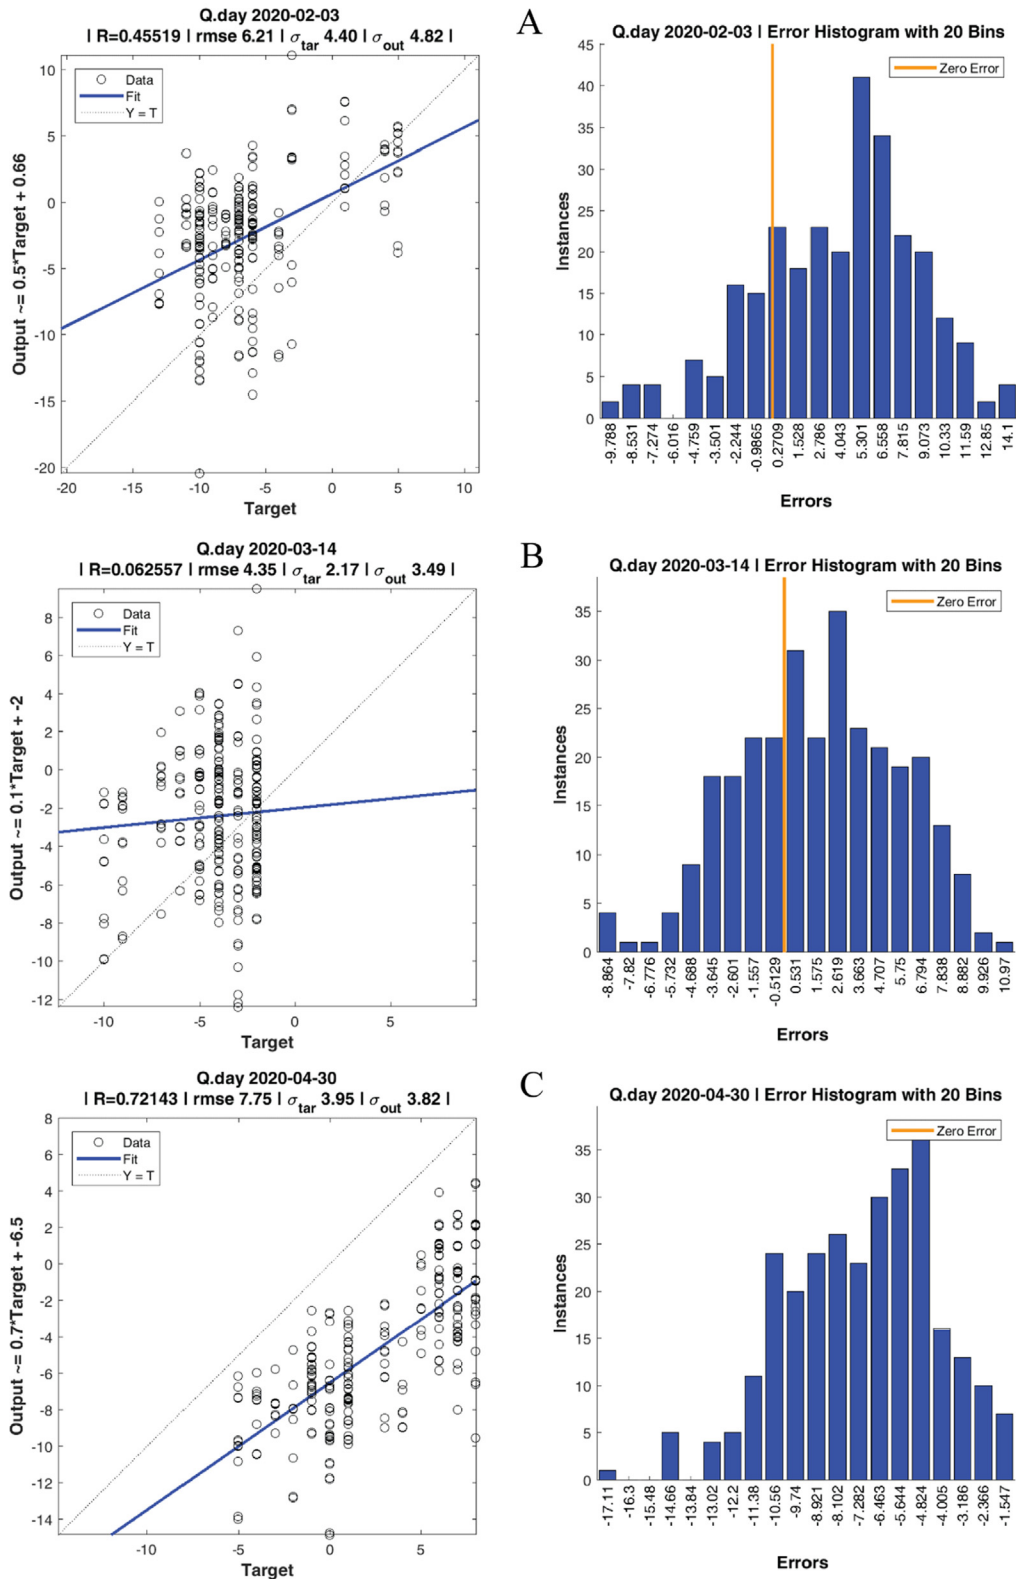 Q.day 2020-02-03
| R=0.45519 | rmse 6.21 | σtar 4.40 | σout 4.82 |
Output ~= 0.5*Target + 0.66
Data
Fit
Y = T
10
5
0
-5
-10
-15
-20
-20 -15 -10 -5 0 5 10
Target
A
Q.day 2020-02-03 | Error Histogram with 20 Bins
Zero Error
Instances
45
40
35
30
25
20
15
10
5
0
-9.788 -8.531 -7.274 -6.016 -4.759 -3.501 -2.244 -0.9865 0.2709 1.528 2.786 4.043 5.301 6.558 7.815 9.073 10.33 11.59 12.85 14.1
Errors
Q.day 2020-03-14
| R=0.062557 | rmse 4.35 | σtar 2.17 | σout 3.49 |
Output ~= 0.1*Target + -2
Data
Fit
Y = T
8
6
4
2
0
-2
-4
-6
-8
-10
-12
-10 -5 0 5
Target
B
Q.day 2020-03-14 | Error Histogram with 20 Bins
Zero Error
Instances
35
30
25
20
15
10
5
0
-8.864 -7.82 -6.776 -5.732 -4.688 -3.645 -2.601 -1.557 -0.5129 0.531 1.575 2.619 3.663 4.707 5.75 6.794 7.838 8.882 9.926 10.97
Errors
Q.day 2020-04-30
| R=0.72143 | rmse 7.75 | σtar 3.95 | σout 3.82 |
Output ~= 0.7*Target + -6.5
Data
Fit
Y = T
8
6
4
2
0
-2
-4
-6
-8
-10
-12
-14
-10 -5 0 5
Target
C
Q.day 2020-04-30 | Error Histogram with 20 Bins
Zero Error
Instances
35
30
25
20
15
10
5
0
-17.11 -16.3 -15.48 -14.66 -13.84 -13.02 -12.2 -11.38 -10.56 -9.74 -8.921 -8.102 -7.282 -6.463 -5.644 -4.824 -4.005 -3.186 -2.366 -1.547
Errors